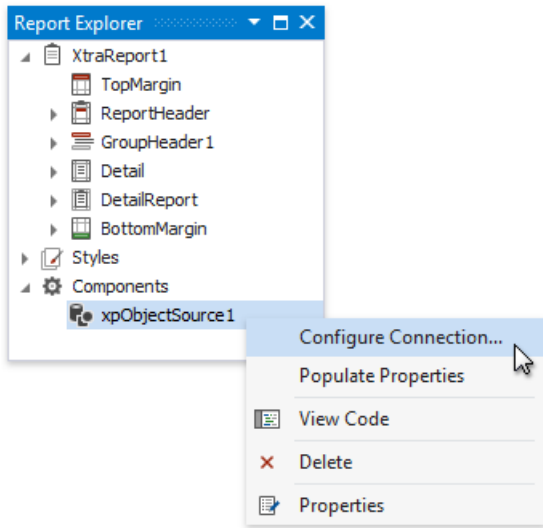 Report Explorer
XtraReport1
TopMargin
ReportHeader
GroupHeader1
Detail
DetailReport
BottomMargin
Styles
Components
xpObjectSource1
Configure Connection...
Populate Properties
View Code
Delete
Properties